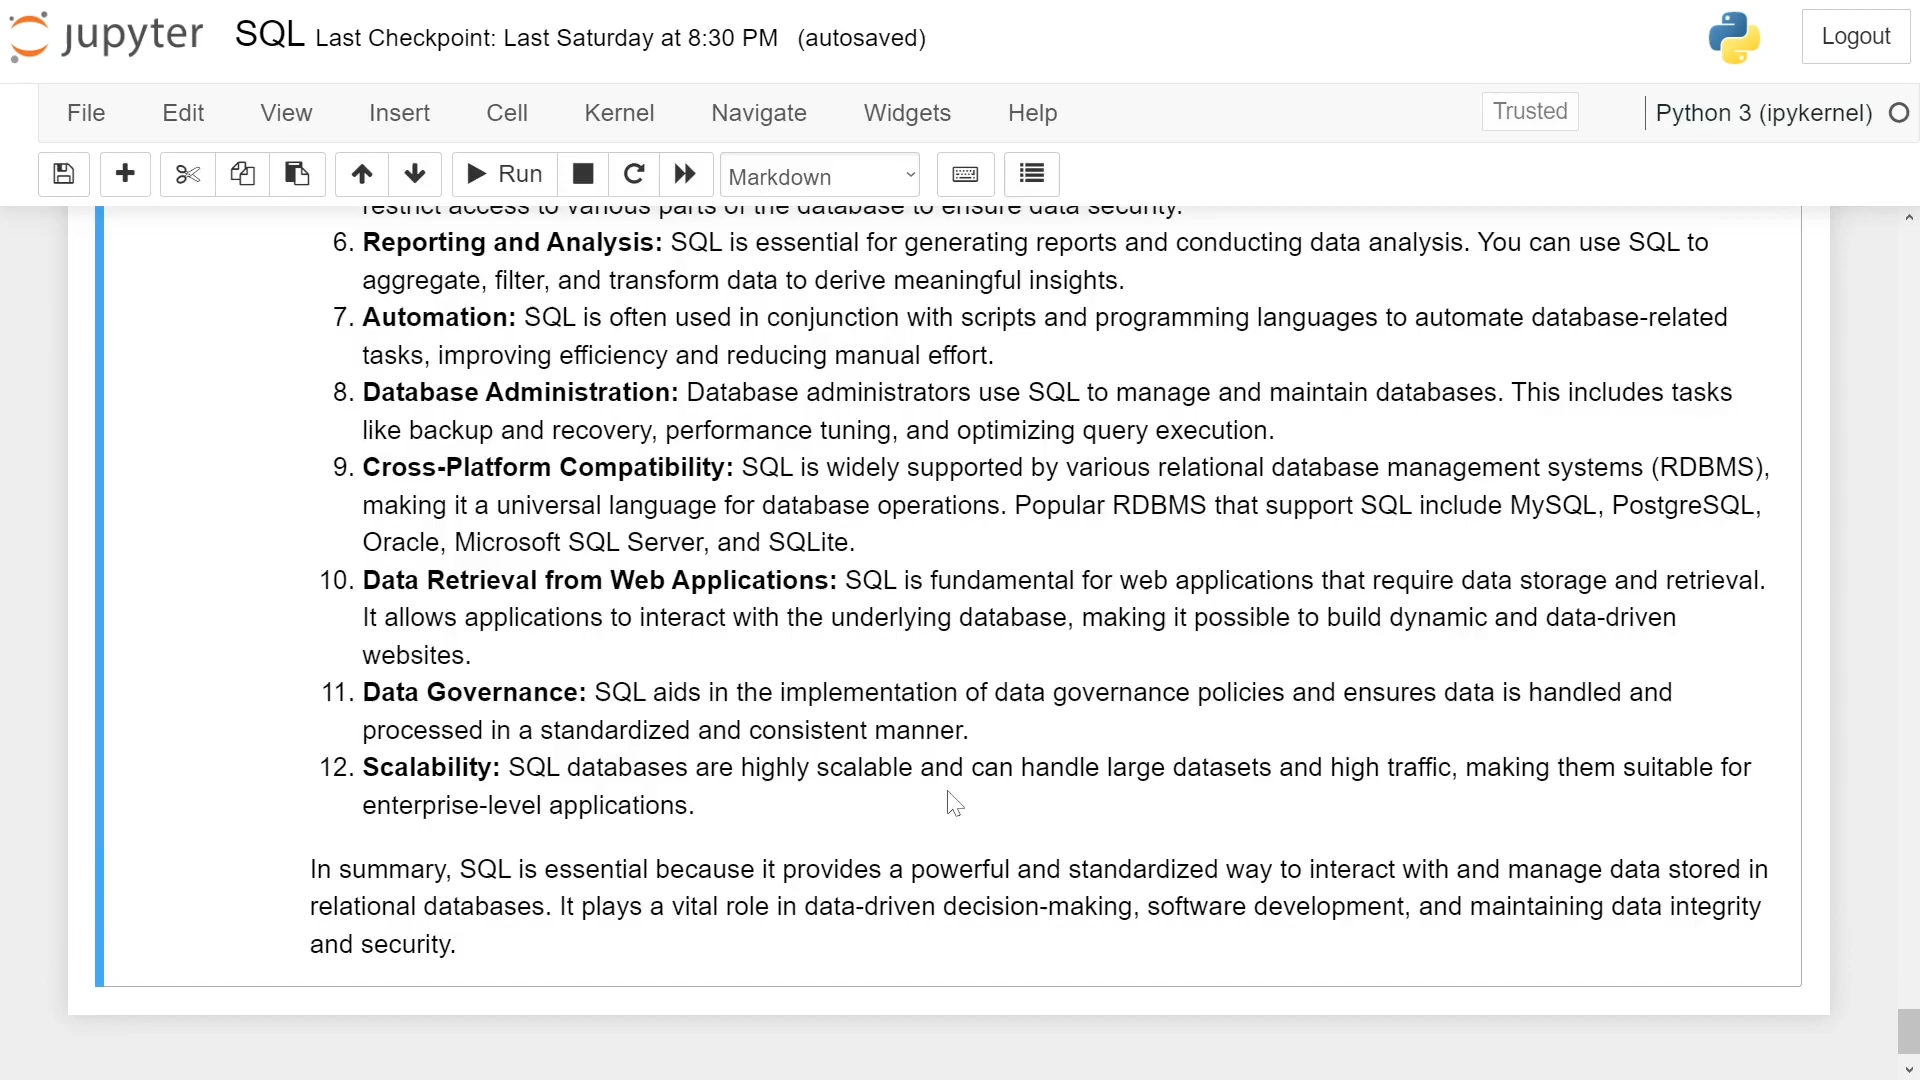 jupyter SQL Last Checkpoint: Last Saturday at 8:30 PM (autosaved) Logout
File Edit View Insert Cell Kernel Navigate Widgets Help Trusted Python 3 (ipykernel)
Run Markdown
restrict access to various parts of the database to ensure data security.
6. Reporting and Analysis: SQL is essential for generating reports and conducting data analysis. You can use SQL to
aggregate, filter, and transform data to derive meaningful insights.
7. Automation: SQL is often used in conjunction with scripts and programming languages to automate database-related
tasks, improving efficiency and reducing manual effort.
8. Database Administration: Database administrators use SQL to manage and maintain databases. This includes tasks
like backup and recovery, performance tuning, and optimizing query execution.
9. Cross-Platform Compatibility: SQL is widely supported by various relational database management systems (RDBMS),
making it a universal language for database operations. Popular RDBMS that support SQL include MySQL, PostgreSQL,
Oracle, Microsoft SQL Server, and SQLite.
10. Data Retrieval from Web Applications: SQL is fundamental for web applications that require data storage and retrieval.
It allows applications to interact with the underlying database, making it possible to build dynamic and data-driven
websites.
11. Data Governance: SQL aids in the implementation of data governance policies and ensures data is handled and
processed in a standardized and consistent manner.
12. Scalability: SQL databases are highly scalable and can handle large datasets and high traffic, making them suitable for
enterprise-level applications.
In summary, SQL is essential because it provides a powerful and standardized way to interact with and manage data stored in
relational databases. It plays a vital role in data-driven decision-making, software development, and maintaining data integrity
and security.